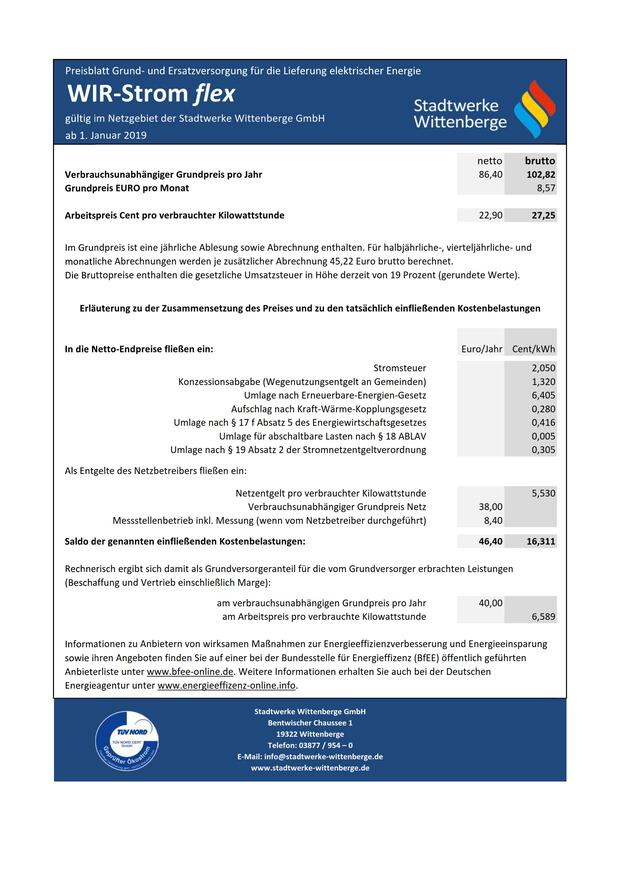 Preisblatt Grund- und Ersatzversorgung für die Lieferung elektrischer Energie
WIR-Strom flex
gültig im Netzgebiet der Stadtwerke Wittenberge GmbH
ab 1. Januar 2019
Stadtwerke
Wittenberge
netto brutto
Verbrauchsunabhängiger Grundpreis pro Jahr 86,40 102,82
Grundpreis EURO pro Monat 8,57
Arbeitspreis Cent pro verbrauchter Kilowattstunde 22,90 27,25
Im Grundpreis ist eine jährliche Ablesung sowie Abrechnung enthalten. Für halbjährliche-, vierteljährliche- und
monatliche Abrechnungen werden je zusätzlicher Abrechnung 45,22 Euro brutto berechnet.
Die Bruttopreise enthalten die gesetzliche Umsatzsteuer in Höhe derzeit von 19 Prozent (gerundete Werte).
Erläuterung zu der Zusammensetzung des Preises und zu den tatsächlich einfließenden Kostenbelastungen
In die Netto-Endpreise fließen ein: Euro/Jahr Cent/kWh
Stromsteuer 2,050
Konzessionsabgabe (Wegenutzungsentgelt an Gemeinden) 1,320
Umlage nach Erneuerbare-Energien-Gesetz 6,405
Aufschlag nach Kraft-Wärme-Kopplungsgesetz 0,280
Umlage nach § 17 f Absatz 5 des Energiewirtschaftsgesetzes 0,416
Umlage für abschaltbare Lasten nach § 18 ABLAV 0,005
Umlage nach § 19 Absatz 2 der Stromnetzentgeltverordnung 0,305
Als Entgelte des Netzbetreibers fließen ein:
Netzentgelt pro verbrauchter Kilowattstunde 5,530
Verbrauchsunabhängiger Grundpreis Netz 38,00
Messstellenbetrieb inkl. Messung (wenn vom Netzbetreiber durchgeführt) 8,40
Saldo der genannten einfließenden Kostenbelastungen: 46,40 16,311
Rechnerisch ergibt sich damit als Grundversorgeranteil für die vom Grundversorger erbrachten Leistungen
(Beschaffung und Vertrieb einschließlich Marge):
am verbrauchsunabhängigen Grundpreis pro Jahr 40,00
am Arbeitspreis pro verbrauchte Kilowattstunde 6,589
Informationen zu Anbietern von wirksamen Maßnahmen zur Energieeffizienzverbesserung und Energieeinsparung
sowie ihren Angeboten finden Sie auf einer bei der Bundesstelle für Energieffizenz (BfEE) öffentlich geführten
Anbieterliste unter www.bfee-online.de. Weitere Informationen erhalten Sie auch bei der Deutschen
Energieagentur unter www.energieeffizenz-online.info.
Stadtwerke Wittenberge GmbH
Bentwischer Chaussee 1
19322 Wittenberge
Telefon: 03877 / 954 – 0
E-Mail: info@stadtwerke-wittenberge.de
www.stadtwerke-wittenberge.de
TÜV NORD
TÜV NORD CERT
GmbH
Geprüfter Ökostrom